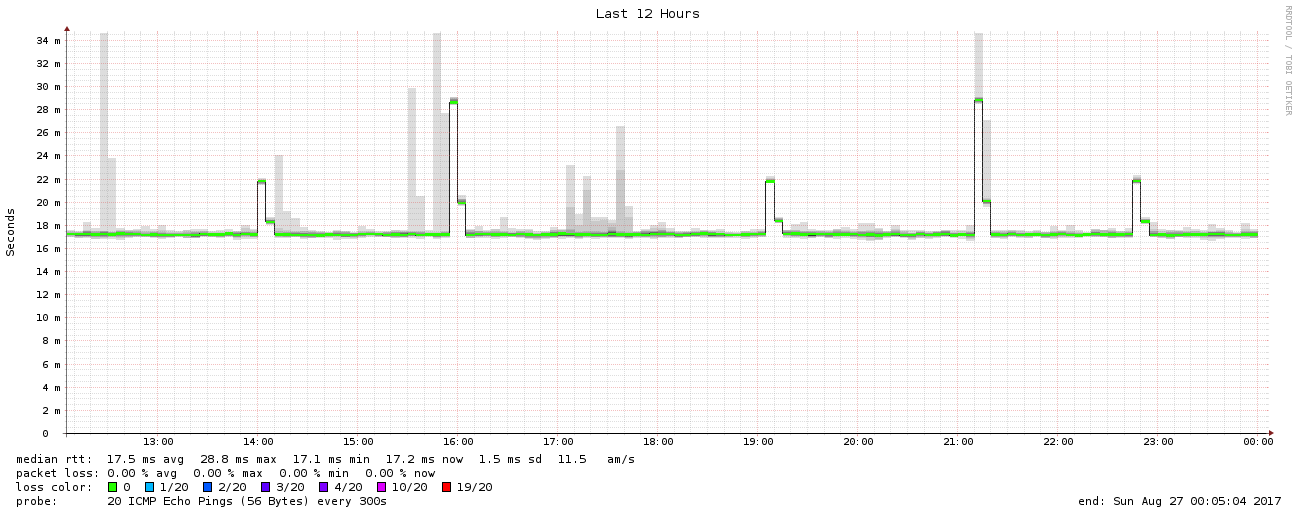 Last 12 Hours
RRDTOOL / TOBI OETIKER
Seconds
34 m
32 m
30 m
28 m
26 m
24 m
22 m
20 m
18 m
16 m
14 m
12 m
10 m
8 m
6 m
4 m
2 m
0
13:00 14:00 15:00 16:00 17:00 18:00 19:00 20:00 21:00 22:00 23:00 00:00
median rtt: 17.5 ms avg 28.8 ms max 17.1 ms min 17.2 ms now 1.5 ms sd 11.5 am/s
packet loss: 0.00 % avg 0.00 % max 0.00 % min 0.00 % now
loss color: 0 1/20 2/20 3/20 4/20 10/20 19/20
probe: 20 ICMP Echo Pings (56 Bytes) every 300s end: Sun Aug 27 00:05:04 2017